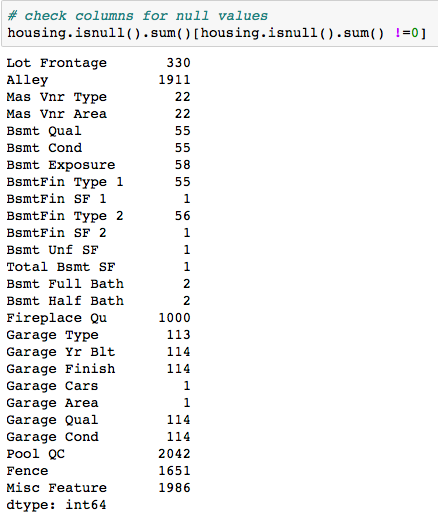 # check columns for null values
housing.isnull().sum()[housing.isnull().sum() !=0]
Lot Frontage 330
Alley 1911
Mas Vnr Type 22
Mas Vnr Area 22
Bsmt Qual 55
Bsmt Cond 55
Bsmt Exposure 58
BsmtFin Type 1 55
BsmtFin SF 1 1
BsmtFin Type 2 56
BsmtFin SF 2 1
Bsmt Unf SF 1
Total Bsmt SF 1
Bsmt Full Bath 2
Bsmt Half Bath 2
Fireplace Qu 1000
Garage Type 113
Garage Yr Blt 114
Garage Finish 114
Garage Cars 1
Garage Area 1
Garage Qual 114
Garage Cond 114
Pool QC 2042
Fence 1651
Misc Feature 1986
dtype: int64